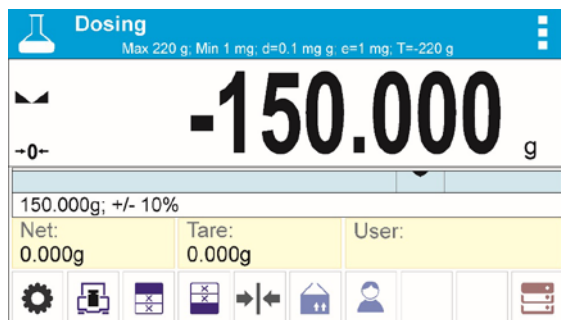 Dosing
Max 220 g; Min 1 mg; d=0.1 mg g; e=1 mg; T=-220 g
-150.000 g
→0←
150.000g; +/- 10%
Net: Tare: User:
0.000g 0.000g